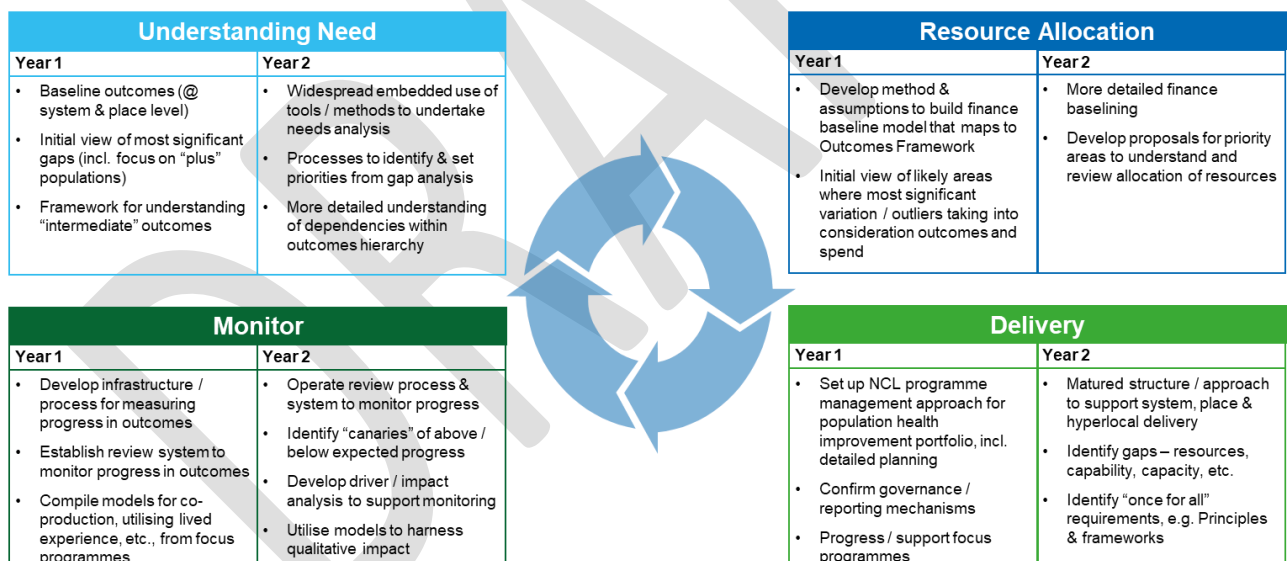 Understanding Need
Year 1
• Baseline outcomes (@
system & place level)
• Initial view of most significant
gaps (incl. focus on “plus”
populations)
• Framework for understanding
“intermediate” outcomes
Year 2
• Widespread embedded use of
tools / methods to undertake
needs analysis
• Processes to identify & set
priorities from gap analysis
• More detailed understanding
of dependencies within
outcomes hierarchy
Resource Allocation
Year 1
• Develop method &
assumptions to build finance
baseline model that maps to
Outcomes Framework
• Initial view of likely areas
where most significant
variation / outliers taking into
consideration outcomes and
spend
Year 2
• More detailed finance
baselining
• Develop proposals for priority
areas to understand and
review allocation of resources
Monitor
Year 1
• Develop infrastructure /
process for measuring
progress in outcomes
• Establish review system to
monitor progress in outcomes
• Compile models for co-
production, utilising lived
experience, etc., from focus
programmes
Year 2
• Operate review process &
system to monitor progress
• Identify “canaries” of above /
below expected progress
• Develop driver / impact
analysis to support monitoring
• Utilise models to harness
qualitative impact
Delivery
Year 1
• Set up NCL programme
management approach for
population health
improvement portfolio, incl.
detailed planning
• Confirm governance /
reporting mechanisms
• Progress / support focus
programmes
Year 2
• Matured structure / approach
to support system, place &
hyperlocal delivery
• Identify gaps – resources,
capability, capacity, etc.
• Identify “once for all”
requirements, e.g. Principles
& frameworks